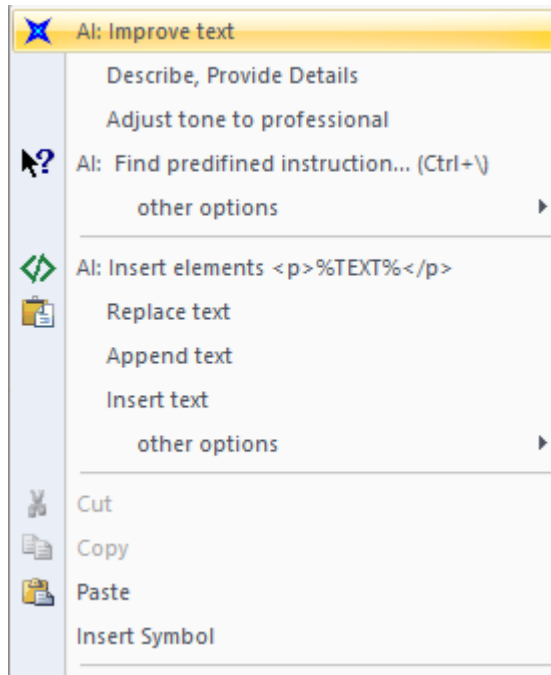 AI: Improve text
Describe, Provide Details
Adjust tone to professional
AI:  Find predifined instruction... (Ctrl+\)
other options
AI: Insert elements <p>%TEXT%</p>
Replace text
Append text
Insert text
other options
Cut
Copy
Paste
Insert Symbol